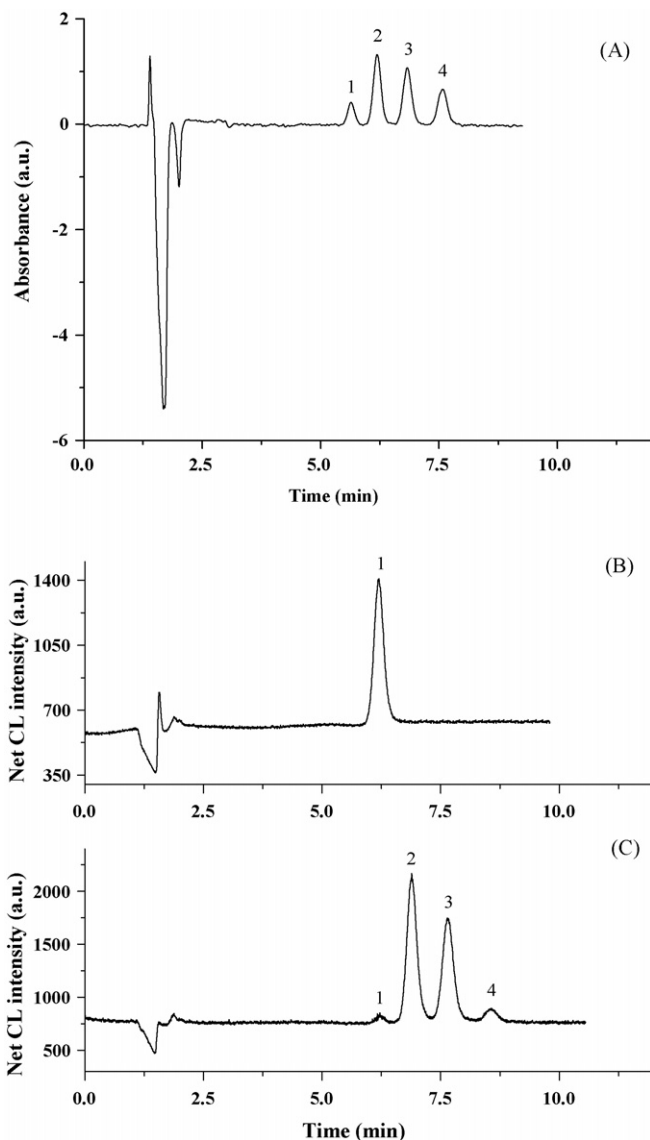 (A)
2
0
-2
-4
-6
Absorbance (a.u.)
1
2
3
4
0.0 2.5 5.0 7.5 10.0
Time (min)
(B)
1400
1050
700
350
Net CL intensity (a.u.)
1
0.0 2.5 5.0 7.5 10.0
(C)
2000
1500
1000
500
Net CL intensity (a.u.)
1
2
3
4
0.0 2.5 5.0 7.5 10.0
Time (min)